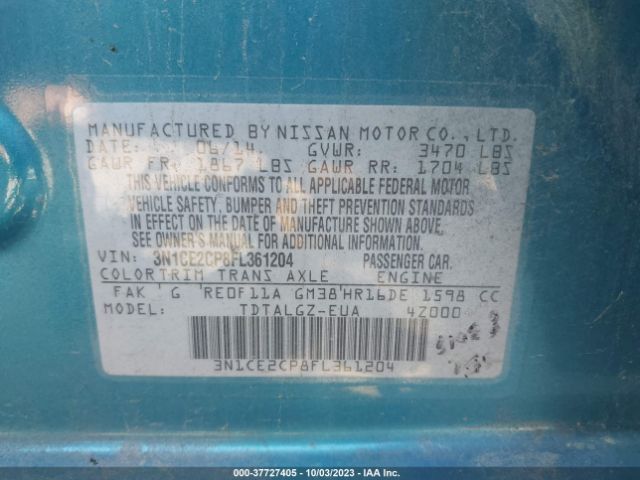 MANUFACTURED BY NISSAN MOTOR CO., LTD.
DATE: 06/14. GVWR: 3470 LBS
GAWR FR: 1867 LBS GAWR RR: 1704 LBS
THIS VEHICLE CONFORMS TO ALL APPLICABLE FEDERAL MOTOR
VEHICLE SAFETY, BUMPER AND THEFT PREVENTION STANDARDS
IN EFFECT ON THE DATE OF MANUFACTURE SHOWN ABOVE.
SEE OWNER'S MANUAL FOR ADDITIONAL INFORMATION.
VIN: 3N1CE2CP8FL361204 PASSENGER CAR.
COLOR TRIM TRANS AXLE ENGINE
FAK G RE0F11A GM38 HR16DE 1598 CC
MODEL: TDTALGZ-EUA 4Z000
3N1CE2CP8FL361204
000-37727405 - 10/03/2023 - IAAI.COM